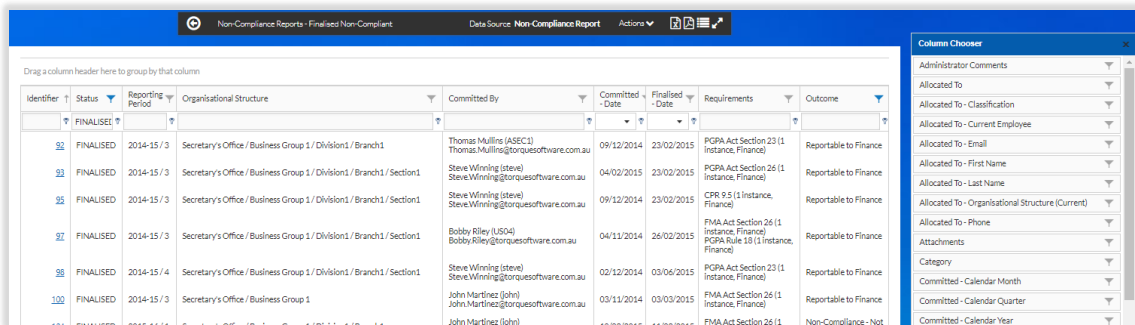 Non-Compliance Reports - Finalised Non-Compliant Data Source Non-Compliance Report Actions
Column Chooser
Drag a column header here to group by that column
Identifier Status Reporting Period Organisational Structure Committed By Committed - Date Finalised - Date Requirements Outcome
FINALISED
92 FINALISED 2014-15 / 3 Secretary's Office / Business Group 1 / Division1 / Branch1 Thomas Mullins (ASEC1) 09/12/2014 23/02/2015 PGPA Act Section 23 (1 Reportable to Finance
Thomas.Mullins@torquesoftware.com.au instance, Finance)
93 FINALISED 2014-15 / 3 Secretary's Office / Business Group 1 / Division1 / Branch1 / Section1 Steve Winning (steve) 04/02/2015 23/02/2015 PGPA Act Section 26 (1 Reportable to Finance
Steve.Winning@torquesoftware.com.au instance, Finance)
95 FINALISED 2014-15 / 3 Secretary's Office / Business Group 1 / Division1 / Branch1 / Section1 Steve Winning (steve) 09/12/2014 23/02/2015 CPR 9.5 (1 instance, Reportable to Finance
Steve.Winning@torquesoftware.com.au Finance)
97 FINALISED 2014-15 / 3 Secretary's Office / Business Group 1 / Division1 / Branch1 / Section1 Bobby Riley (US04) 04/11/2014 26/02/2015 FMA Act Section 26 (1 Reportable to Finance
Bobby.Riley@torquesoftware.com.au instance, Finance)
PGPA Rule 18 (1 instance,
Finance)
98 FINALISED 2014-15 / 4 Secretary's Office / Business Group 1 / Division1 / Branch1 / Section1 Steve Winning (steve) 02/12/2014 03/06/2015 PGPA Act Section 23 (1 Reportable to Finance
Steve.Winning@torquesoftware.com.au instance, Finance)
100 FINALISED 2014-15 / 3 Secretary's Office / Business Group 1 John Martinez (john) 03/11/2014 03/03/2015 FMA Act Section 26 (1 Reportable to Finance
John.Martinez@torquesoftware.com.au instance, Finance)
John Martinez (john) FMA Act Section 26 (1 Non-Compliance - Not
Administrator Comments
Allocated To
Allocated To - Classification
Allocated To - Current Employee
Allocated To - Email
Allocated To - First Name
Allocated To - Last Name
Allocated To - Organisational Structure (Current)
Allocated To - Phone
Attachments
Category
Committed - Calendar Month
Committed - Calendar Quarter
Committed - Calendar Year